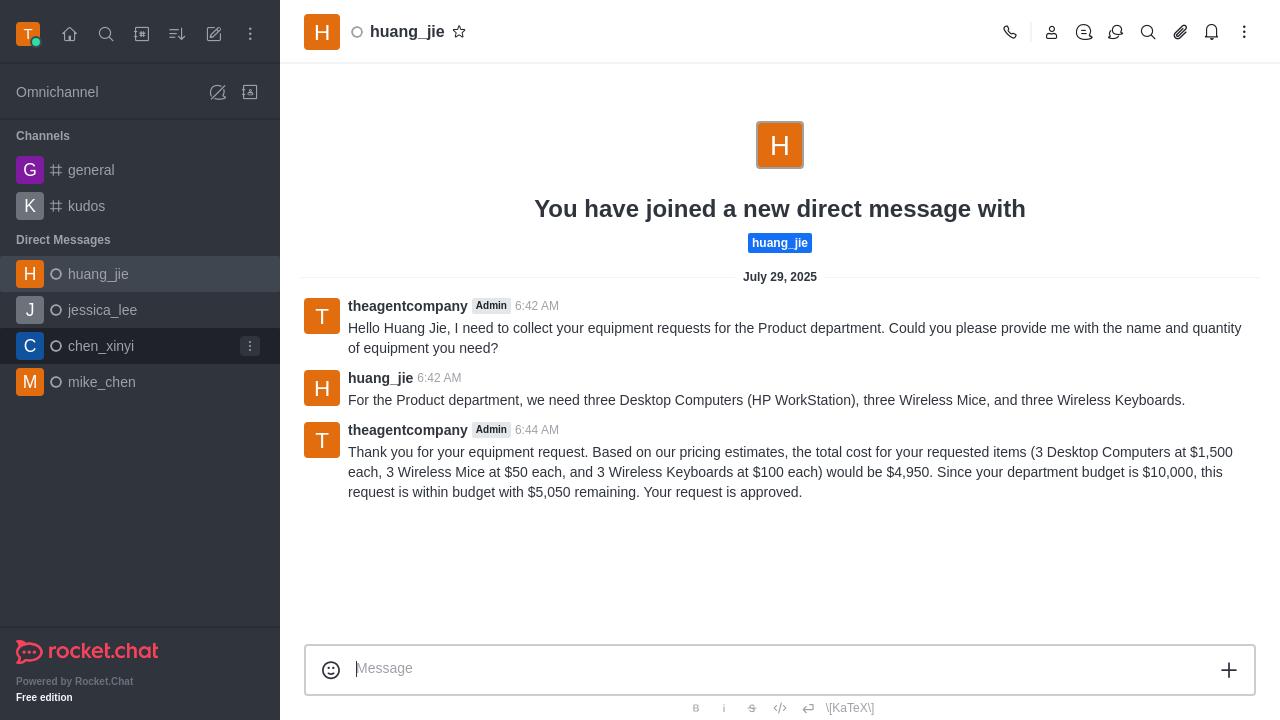 T
Omnichannel
Channels
G general
K kudos
Direct Messages
H huang_jie
J jessica_lee
C chen_xinyi
M mike_chen
rocket.chat
Powered by Rocket.Chat
Free edition
H huang_jie
H
You have joined a new direct message with
huang_jie
July 29, 2025
T theagentcompany Admin 6:42 AM
Hello Huang Jie, I need to collect your equipment requests for the Product department. Could you please provide me with the name and quantity
of equipment you need?
H huang_jie 6:42 AM
For the Product department, we need three Desktop Computers (HP WorkStation), three Wireless Mice, and three Wireless Keyboards.
T theagentcompany Admin 6:44 AM
Thank you for your equipment request. Based on our pricing estimates, the total cost for your requested items (3 Desktop Computers at $1,500
each, 3 Wireless Mice at $50 each, and 3 Wireless Keyboards at $100 each) would be $4,950. Since your department budget is $10,000, this
request is within budget with $5,050 remaining. Your request is approved.
Message
B i S \[KaTeX\]